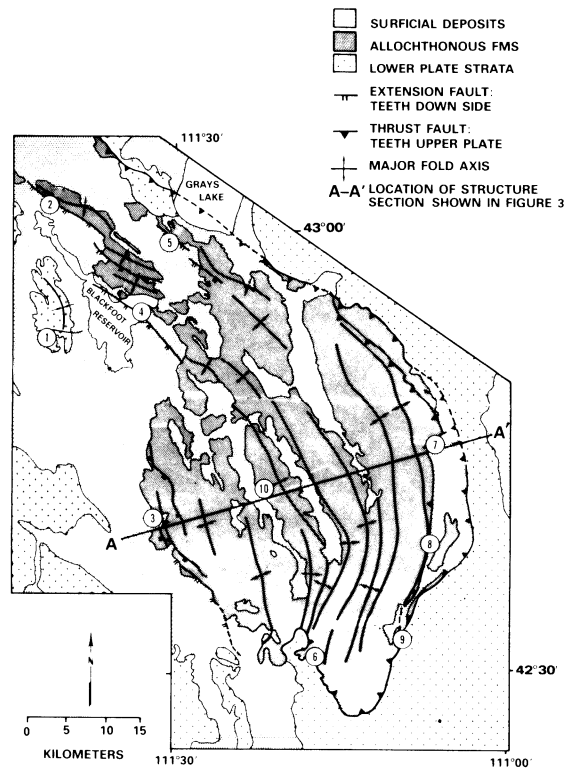 SURFICIAL DEPOSITS
ALLOCHTHONOUS FMS
LOWER PLATE STRATA
EXTENSION FAULT:
TEETH DOWN SIDE
THRUST FAULT:
TEETH UPPER PLATE
MAJOR FOLD AXIS
A–A' LOCATION OF STRUCTURE
SECTION SHOWN IN FIGURE 3
111°30'
GRAYS
LAKE
43°00'
2
5
BLACKFOOT
RESERVOIR
4
1
A'
7
10
3
A
8
9
6
42°30'
N
0 5 8 10 15
KILOMETERS
111°30'
111°00'